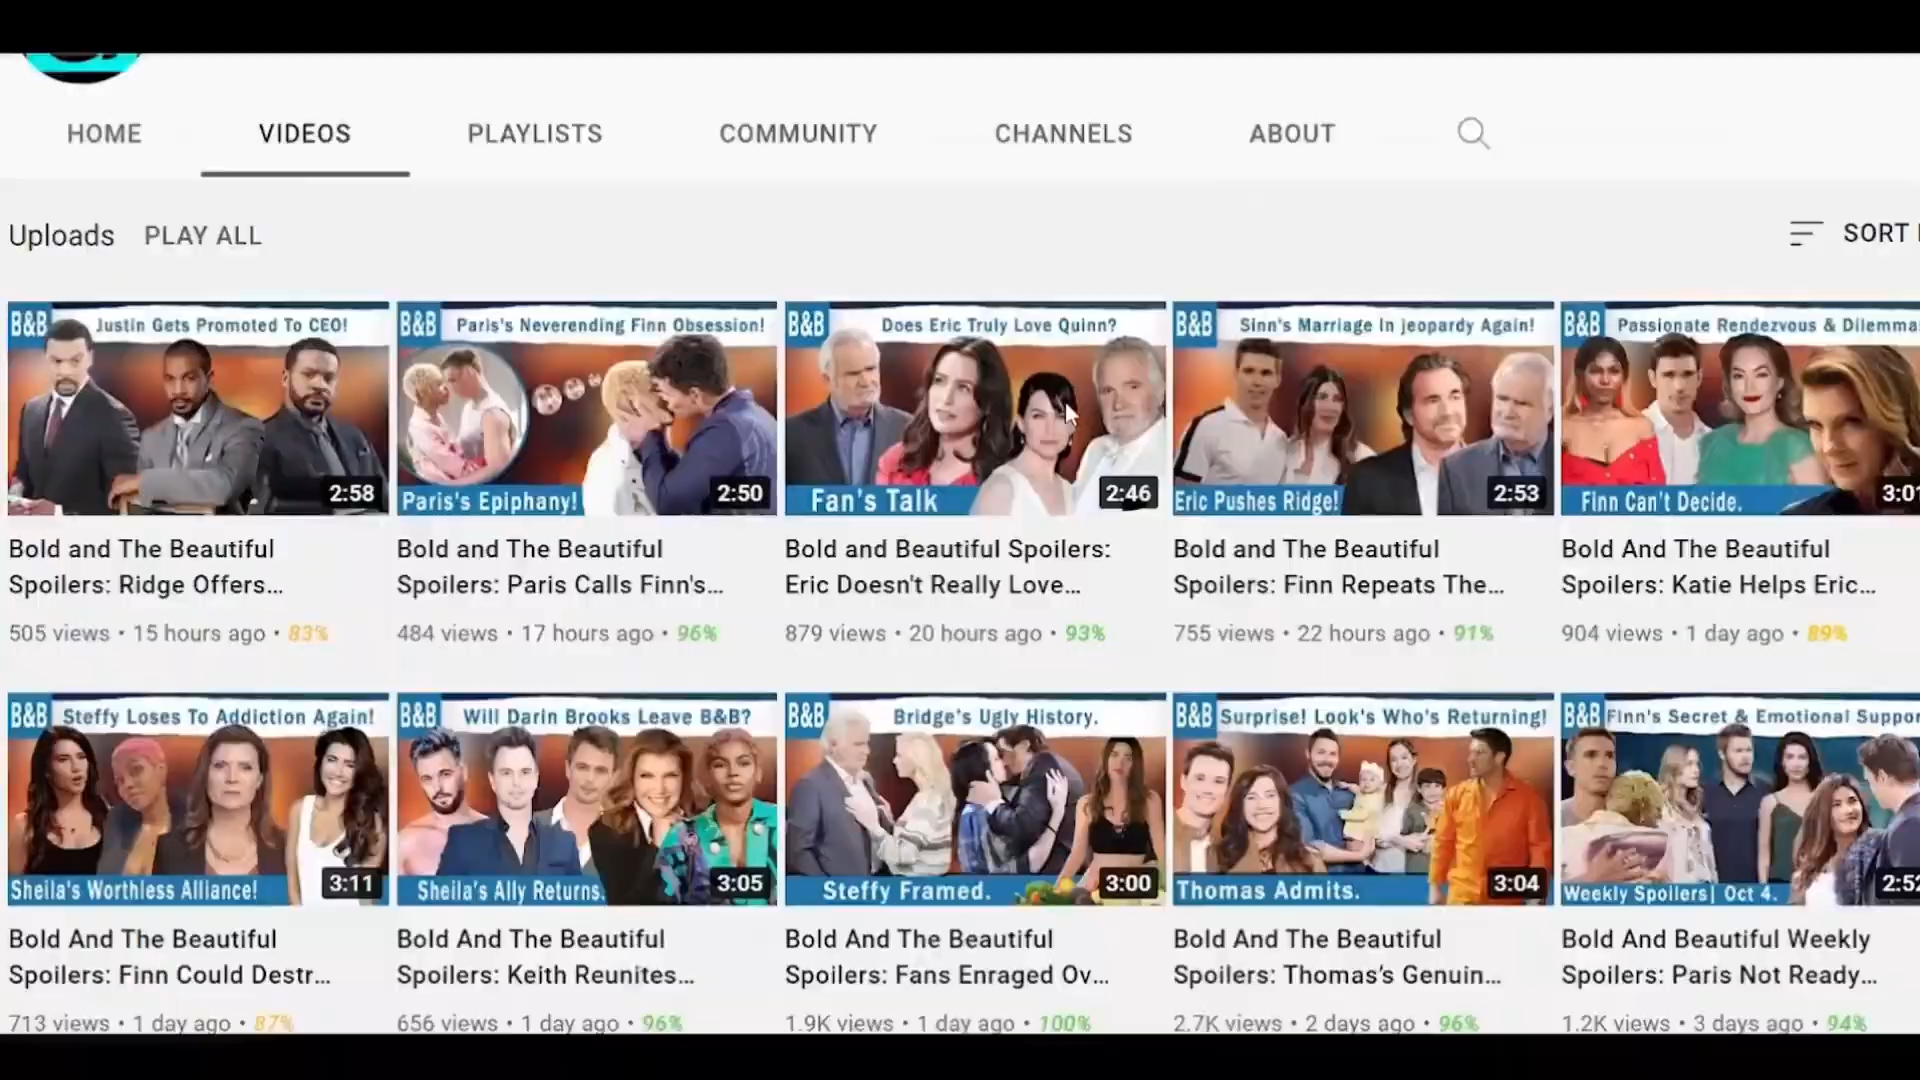 HOME VIDEOS PLAYLISTS COMMUNITY CHANNELS ABOUT
Uploads PLAY ALL SORT
B&B Justin Gets Promoted To CEO!
2:58
Bold and The Beautiful
Spoilers: Ridge Offers...
505 views • 15 hours ago • 83%
B&B Paris's Neverending Finn Obsession!
Paris's Epiphany! 2:50
Bold and The Beautiful
Spoilers: Paris Calls Finn's...
484 views • 17 hours ago • 96%
B&B Does Eric Truly Love Quinn?
Fan's Talk 2:46
Bold and Beautiful Spoilers:
Eric Doesn't Really Love...
879 views • 20 hours ago • 93%
B&B Sinn's Marriage In jeopardy Again!
Eric Pushes Ridge! 2:53
Bold and The Beautiful
Spoilers: Finn Repeats The...
755 views • 22 hours ago • 91%
B&B Passionate Rendezvous & Dilemma
Finn Can't Decide. 3:01
Bold And The Beautiful
Spoilers: Katie Helps Eric...
904 views • 1 day ago • 89%
B&B Steffy Loses To Addiction Again!
Sheila's Worthless Alliance! 3:11
Bold And The Beautiful
Spoilers: Finn Could Destr...
713 views • 1 day ago • 87%
B&B Will Darin Brooks Leave B&B?
Sheila's Ally Returns. 3:05
Bold And The Beautiful
Spoilers: Keith Reunites...
656 views • 1 day ago • 96%
B&B Bridge's Ugly History.
Steffy Framed. 3:00
Bold And The Beautiful
Spoilers: Fans Enraged Ov...
1.9K views • 1 day ago • 100%
B&B Surprise! Look's Who's Returning!
Thomas Admits. 3:04
Bold And The Beautiful
Spoilers: Thomas's Genuin...
2.7K views • 2 days ago • 96%
B&B Finn's Secret & Emotional Suppor
Weekly Spoilers| Oct 4. 2:52
Bold And Beautiful Weekly
Spoilers: Paris Not Ready...
1.2K views • 3 days ago • 94%